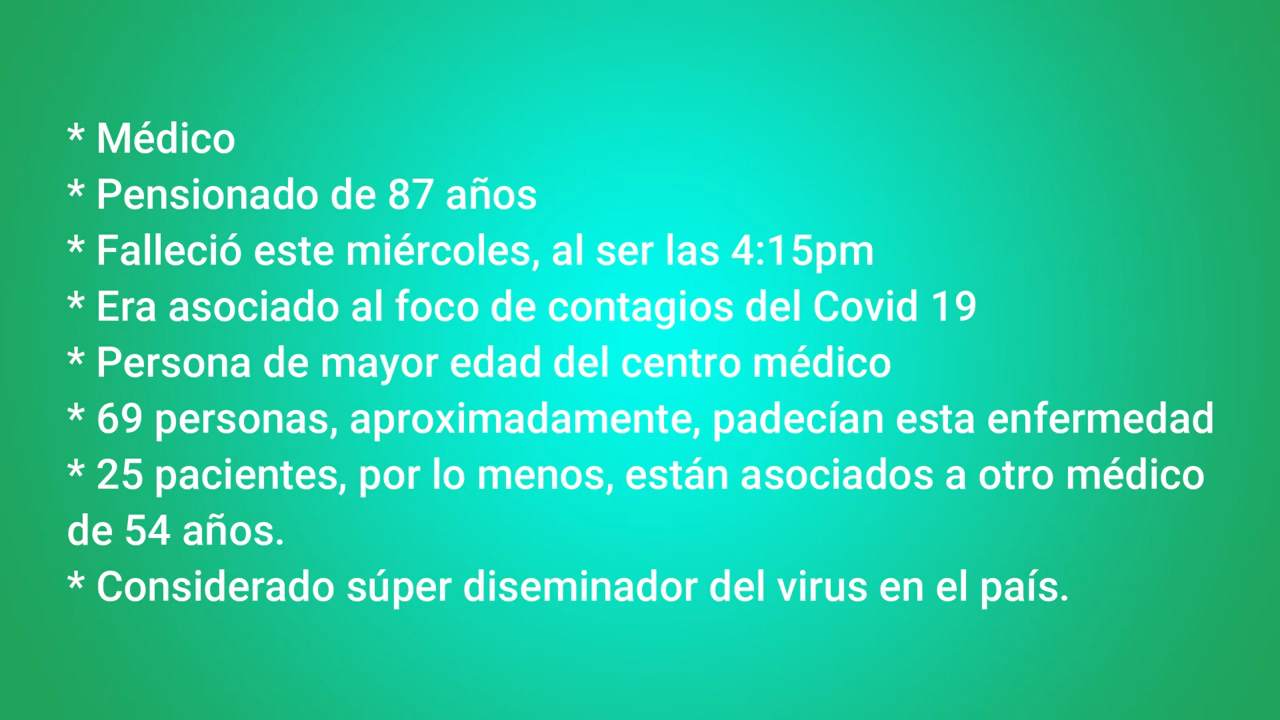 * Médico
* Pensionado de 87 años
* Falleció este miércoles, al ser las 4:15pm
* Era asociado al foco de contagios del Covid 19
* Persona de mayor edad del centro médico
* 69 personas, aproximadamente, padecían esta enfermedad
* 25 pacientes, por lo menos, están asociados a otro médico
de 54 años.
* Considerado súper diseminador del virus en el país.